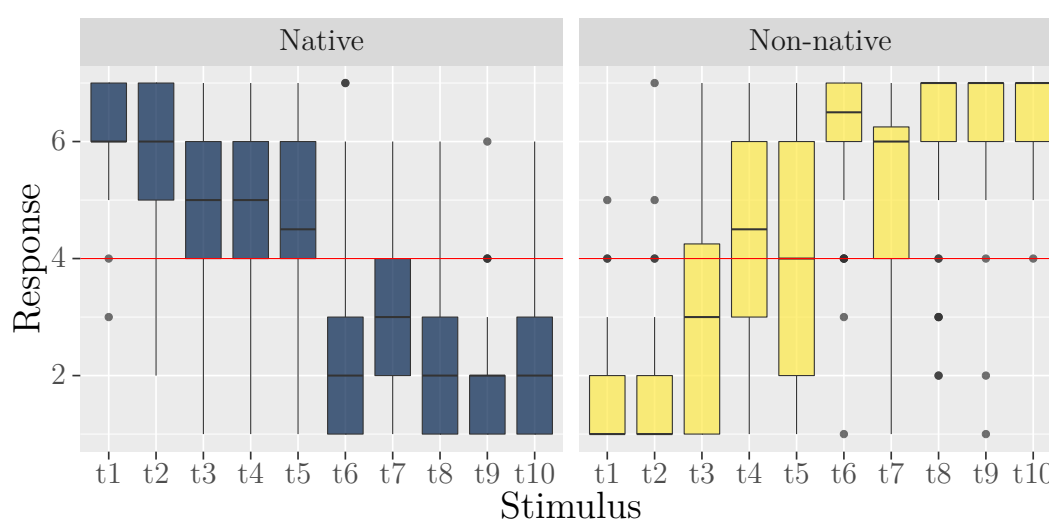 Native Non-native
Response
6
4
2
t1 t2 t3 t4 t5 t6 t7 t8 t9 t10 t1 t2 t3 t4 t5 t6 t7 t8 t9 t10
Stimulus